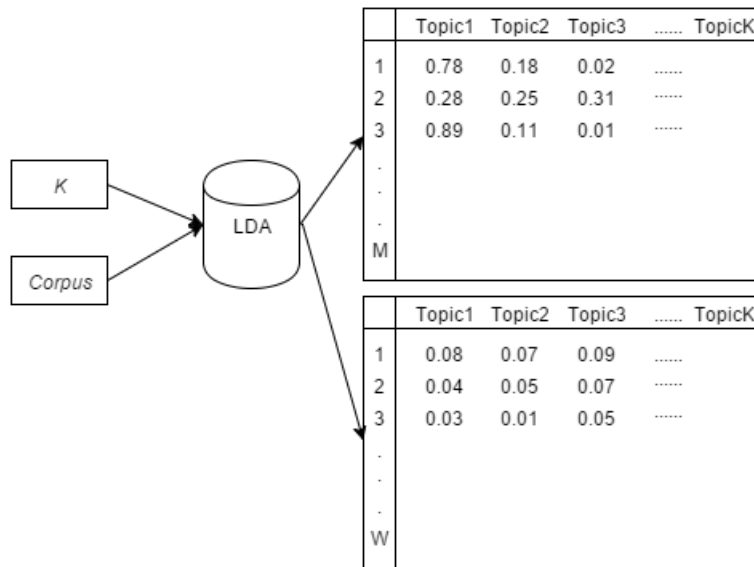 K
Corpus
LDA
Topic1 Topic2 Topic3 ...... TopicK
1 0.78 0.18 0.02 ......
2 0.28 0.25 0.31 ......
3 0.89 0.11 0.01 ......
.
.
.
M
Topic1 Topic2 Topic3 ...... TopicK
1 0.08 0.07 0.09 ......
2 0.04 0.05 0.07 ......
3 0.03 0.01 0.05 ......
.
.
.
W